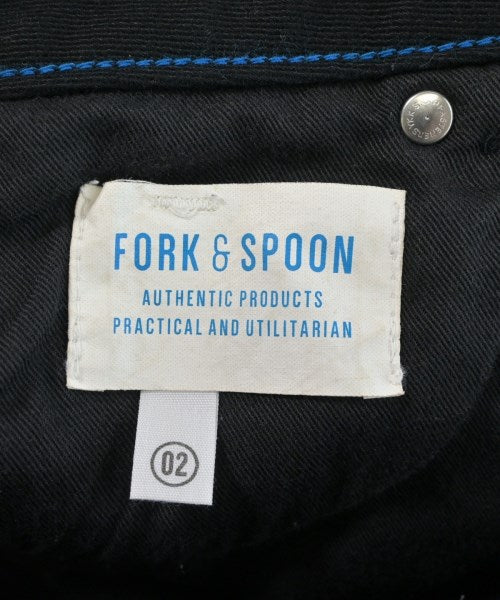 FORK & SPOON
AUTHENTIC PRODUCTS
PRACTICAL AND UTILITARIAN
02